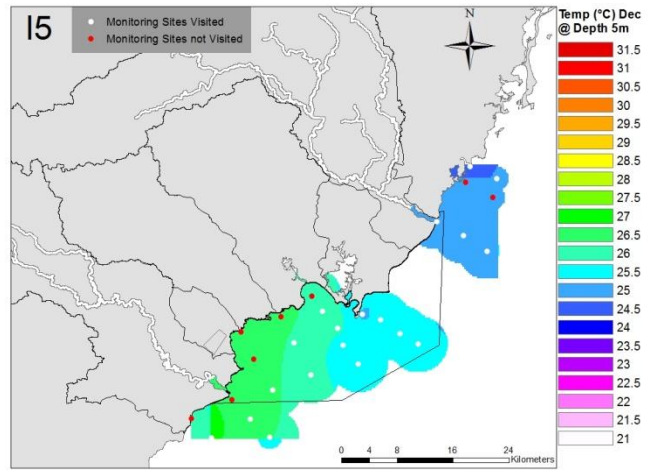 I5
Monitoring Sites Visited
Monitoring Sites not Visited
N
Temp (°C) Dec
@ Depth 5m
31.5
31
30.5
30
29.5
29
28.5
28
27.5
27
26.5
26
25.5
25
24.5
24
23.5
23
22.5
22
21.5
21
0 4 8 16 24
Kilometers